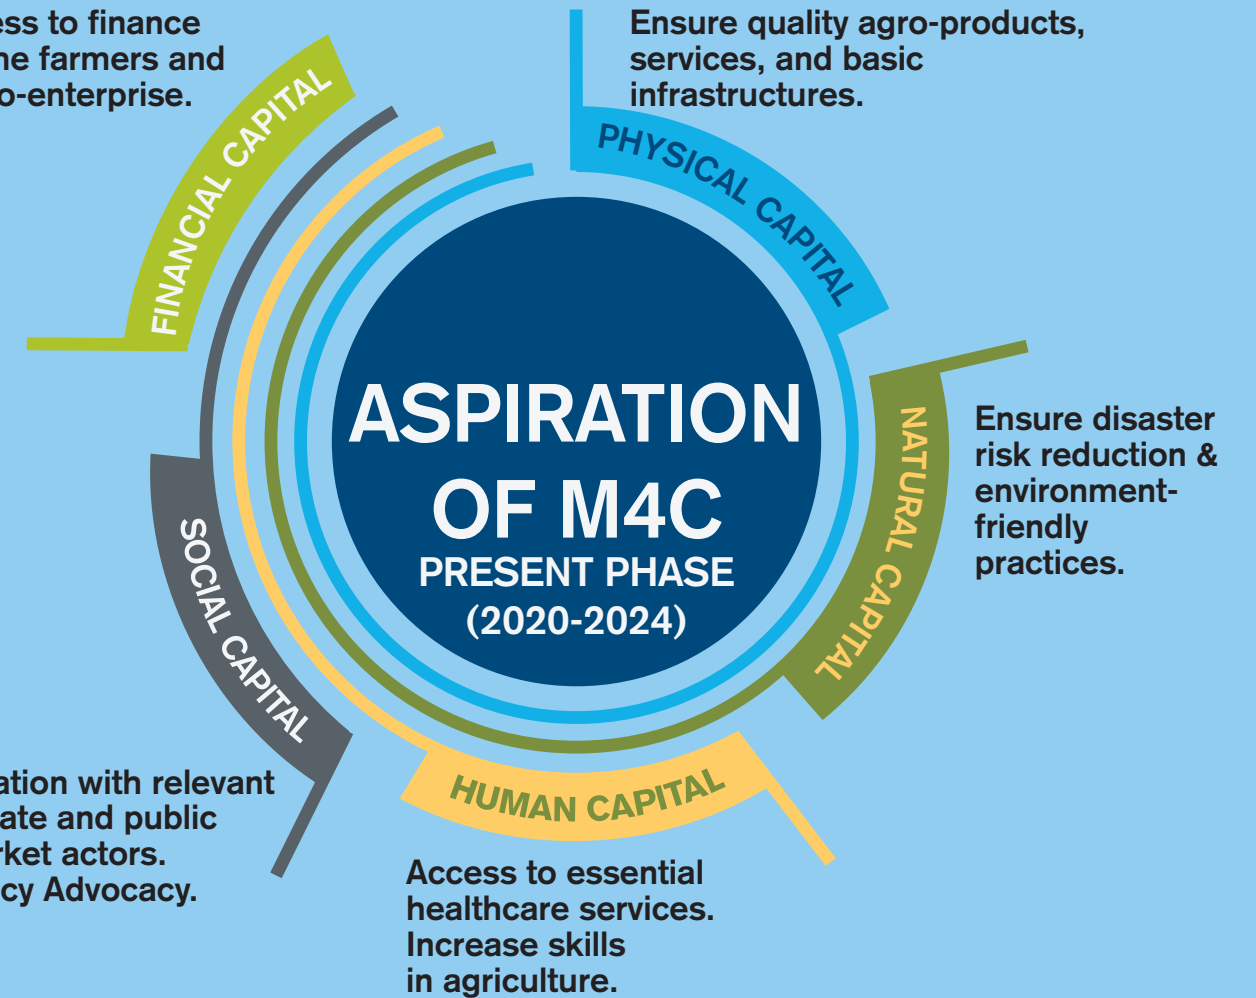 ess to finance
ne farmers and
o-enterprise.
FINANCIAL CAPITAL
Ensure quality agro-products,
services, and basic
infrastructures.
PHYSICAL CAPITAL
ASPIRATION
OF M4C
PRESENT PHASE
(2020-2024)
NATURAL CAPITAL
Ensure disaster
risk reduction &
environment-
friendly
practices.
SOCIAL CAPITAL
ation with relevant
ate and public
rket actors.
cy Advocacy.
HUMAN CAPITAL
Access to essential
healthcare services.
Increase skills
in agriculture.